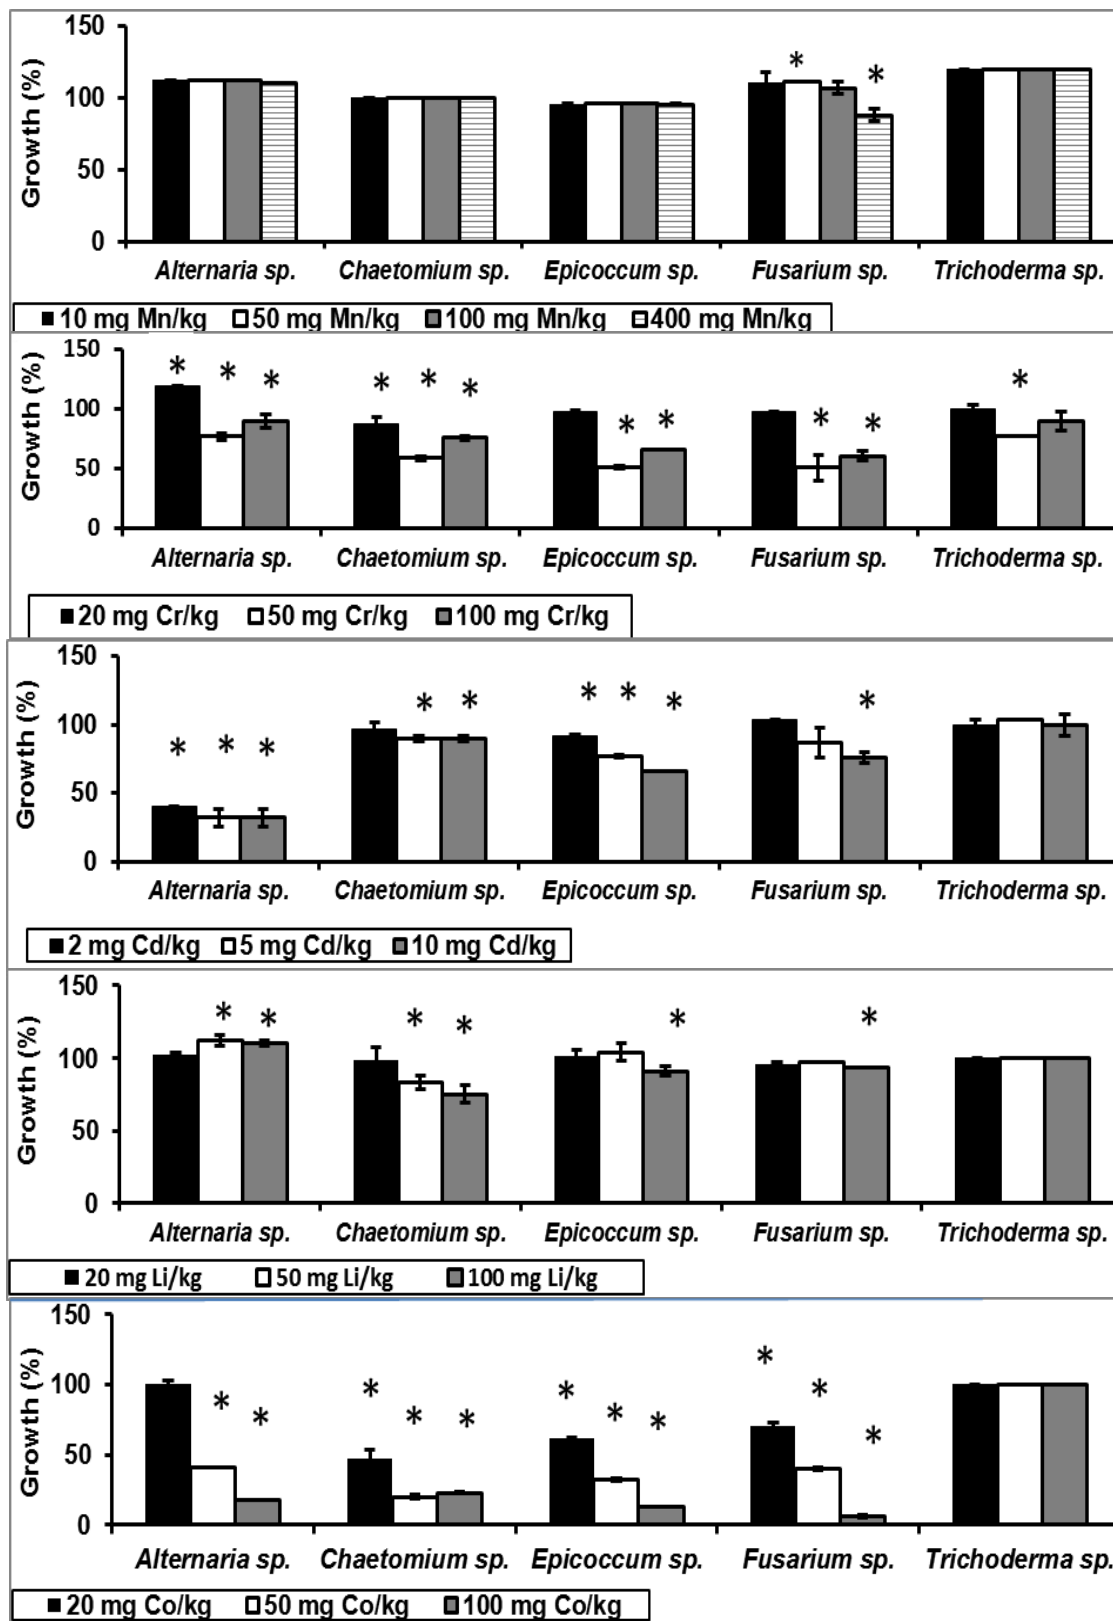 150
100
50
0
Growth (%)
*
*
Alternaria sp. Chaetomium sp. Epicoccum sp. Fusarium sp. Trichoderma sp.
10 mg Mn/kg 50 mg Mn/kg 100 mg Mn/kg 400 mg Mn/kg
150
100
50
0
Growth (%)
* * * * * * * * * * *
Alternaria sp. Chaetomium sp. Epicoccum sp. Fusarium sp. Trichoderma sp.
20 mg Cr/kg 50 mg Cr/kg 100 mg Cr/kg
150
100
50
0
Growth (%)
* * * * * * * * *
Alternaria sp. Chaetomium sp. Epicoccum sp. Fusarium sp. Trichoderma sp.
2 mg Cd/kg 5 mg Cd/kg 10 mg Cd/kg
150
100
50
0
Growth (%)
* * * * * *
Alternaria sp. Chaetomium sp. Epicoccum sp. Fusarium sp. Trichoderma sp.
20 mg Li/kg 50 mg Li/kg 100 mg Li/kg
150
100
50
0
Growth (%)
* * * * * * * * * * *
Alternaria sp. Chaetomium sp. Epicoccum sp. Fusarium sp. Trichoderma sp.
20 mg Co/kg 50 mg Co/kg 100 mg Co/kg